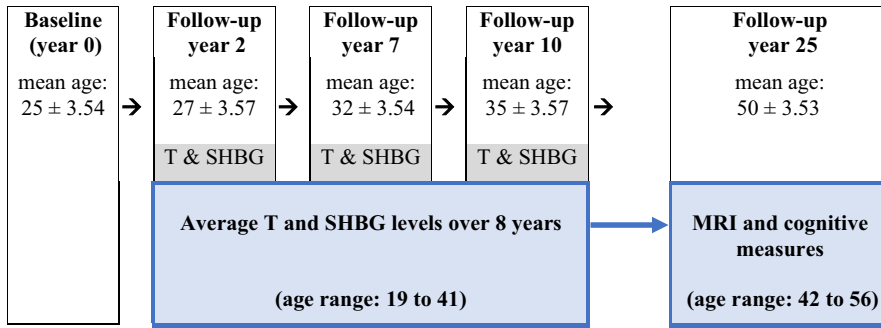 Baseline
(year 0)
mean age:
25 ± 3.54
➔
Follow-up
year 2
mean age:
27 ± 3.57
T & SHBG
➔
Follow-up
year 7
mean age:
32 ± 3.54
T & SHBG
➔
Follow-up
year 10
mean age:
35 ± 3.57
T & SHBG
➔
Follow-up
year 25
mean age:
50 ± 3.53
Average T and SHBG levels over 8 years
(age range: 19 to 41)
MRI and cognitive
measures
(age range: 42 to 56)